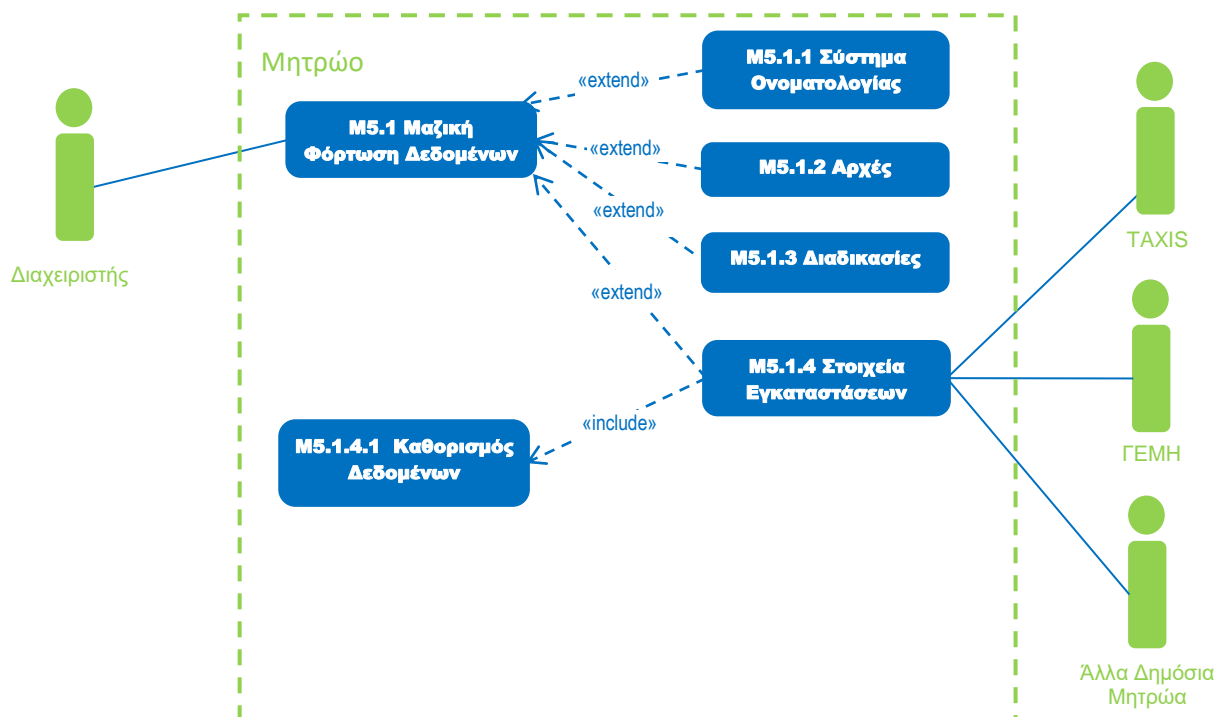 Μητρώο
M5.1.1 Σύστημα
Ονοματολογίας
«extend»
M5.1 Μαζική
Φόρτωση Δεδομένων
«extend»
M5.1.2 Αρχές
«extend»
M5.1.3 Διαδικασίες
TAXIS
Διαχειριστής
«extend»
M5.1.4 Στοιχεία
Εγκαταστάσεων
«include»
M5.1.4.1 Καθορισμός
Δεδομένων
ΓΕΜΗ
Άλλα Δημόσια
Μητρώα